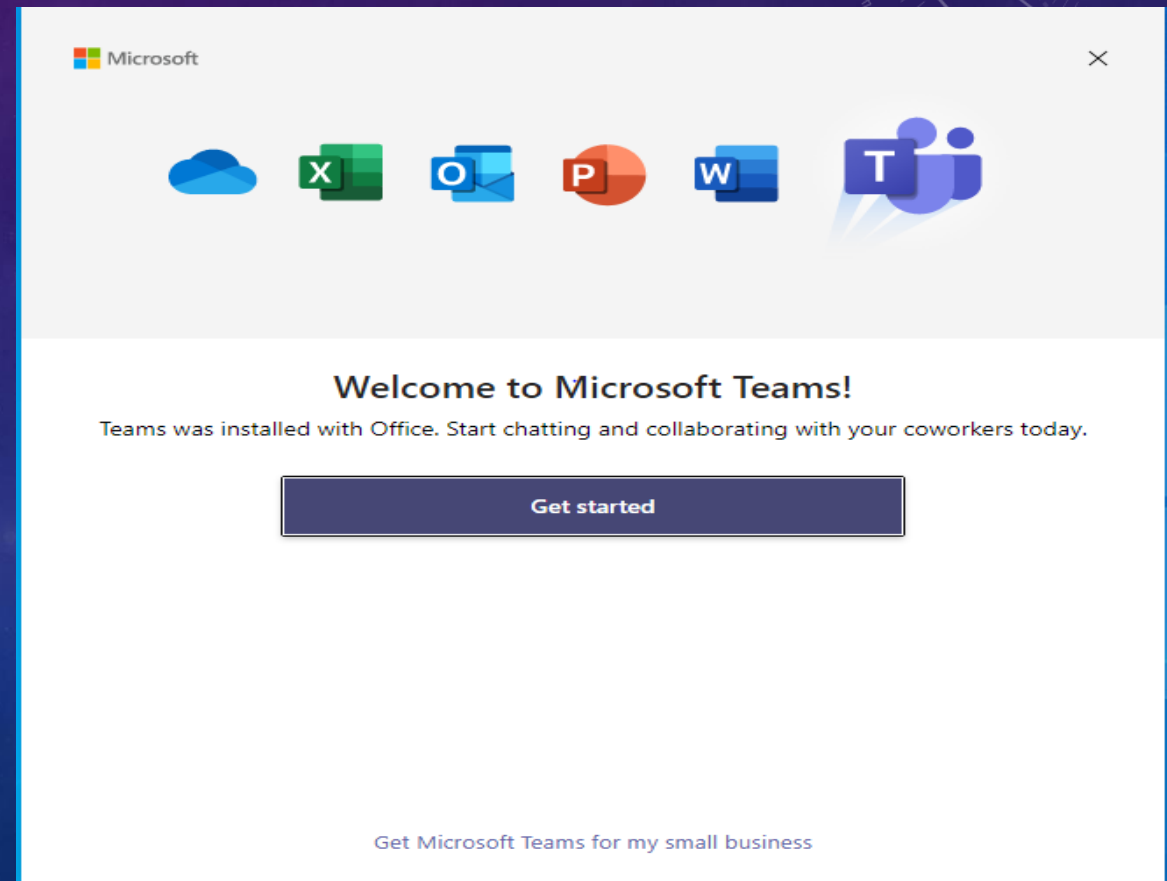 Microsoft
X
O
P
W
T
Welcome to Microsoft Teams!
Teams was installed with Office. Start chatting and collaborating with your coworkers today.
Get started
Get Microsoft Teams for my small business